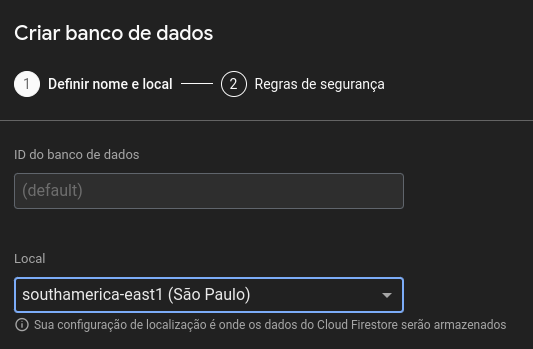 Criar banco de dados
1 Definir nome e local 2 Regras de segurança
ID do banco de dados
(default)
Local
southamerica-east1 (São Paulo)
Sua configuração de localização é onde os dados do Cloud Firestore serão armazenados